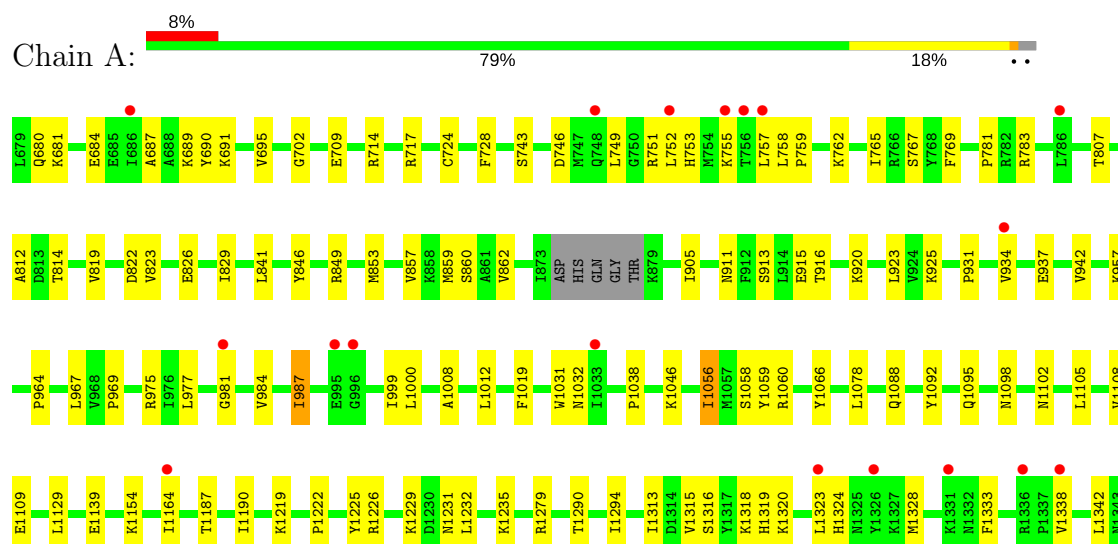 8%
Chain A:
79% 18% ••
L679 Q680 K681 E684 E685 I686 A687 A688 K689 Y690 K691 V695 G702 E709 R714 R717 C724 F728 S743 D746 M747 Q748 L749 G750 R751 L752 H753 M754 K755 T756 L757 L758 P759 K762 I765 R766 S767 Y768 F769 P781 R782 R783 L786 T807
A812 D813 T814 V819 D822 V823 E826 I829 L841 Y846 R849 M853 V857 K858 M859 S860 A861 V862 I873 ASP HIS GLN GLY THR K879 I905 N911 F912 S913 L914 E915 T916 K920 L923 V924 K925 P931 V934 E937 V942 K957
P964 L967 V968 P969 R975 I976 L977 G981 V984 I987 E995 G996 I999 L1000 A1008 L1012 F1019 W1031 N1032 I1033 P1038 K1046 I1056 M1057 S1058 Y1059 R1060 Y1066 L1078 Q1088 Y1092 Q1095 N1098 N1102 L1105 V1108
E1109 L1129 E1139 K1154 I1164 T1187 I1190 K1219 P1222 Y1225 R1226 K1229 D1230 N1231 L1232 K1235 R1279 T1290 I1294 I1313 D1314 V1315 S1316 Y1317 K1318 H1319 K1320 L1323 H1324 N1325 Y1326 K1327 M1328 K1331 N1332 F1333 R1336 P1337 V1338 L1342